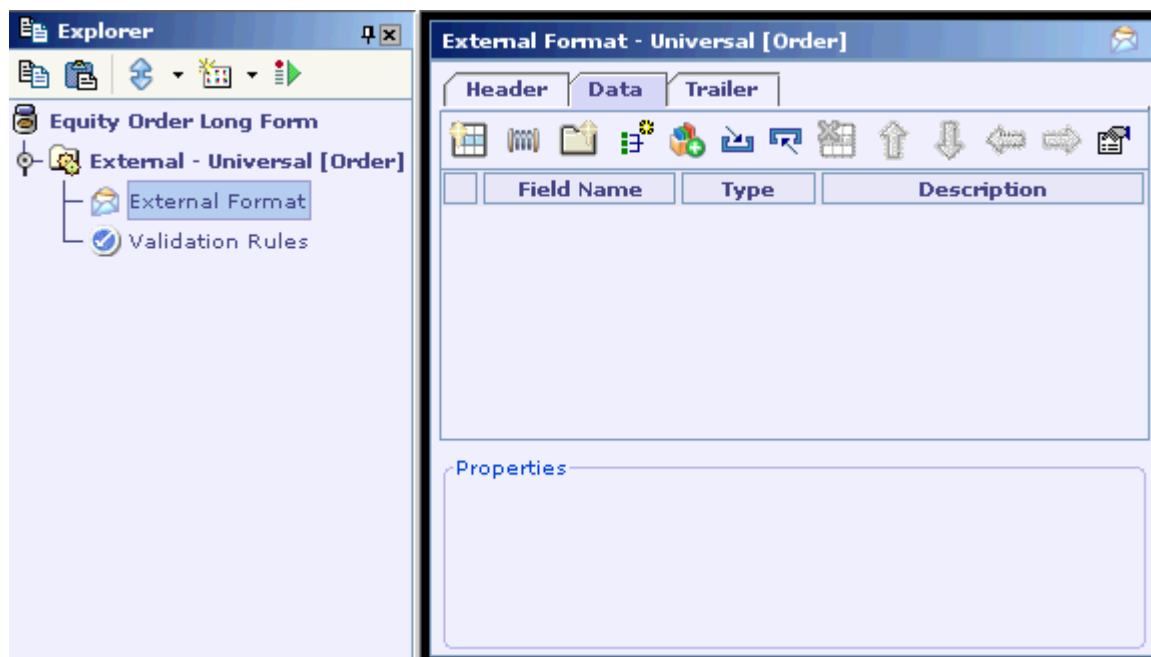 Explorer
Equity Order Long Form
External - Universal [Order]
External Format
Validation Rules
External Format - Universal [Order]
Header Data Trailer
Field Name Type Description
Properties